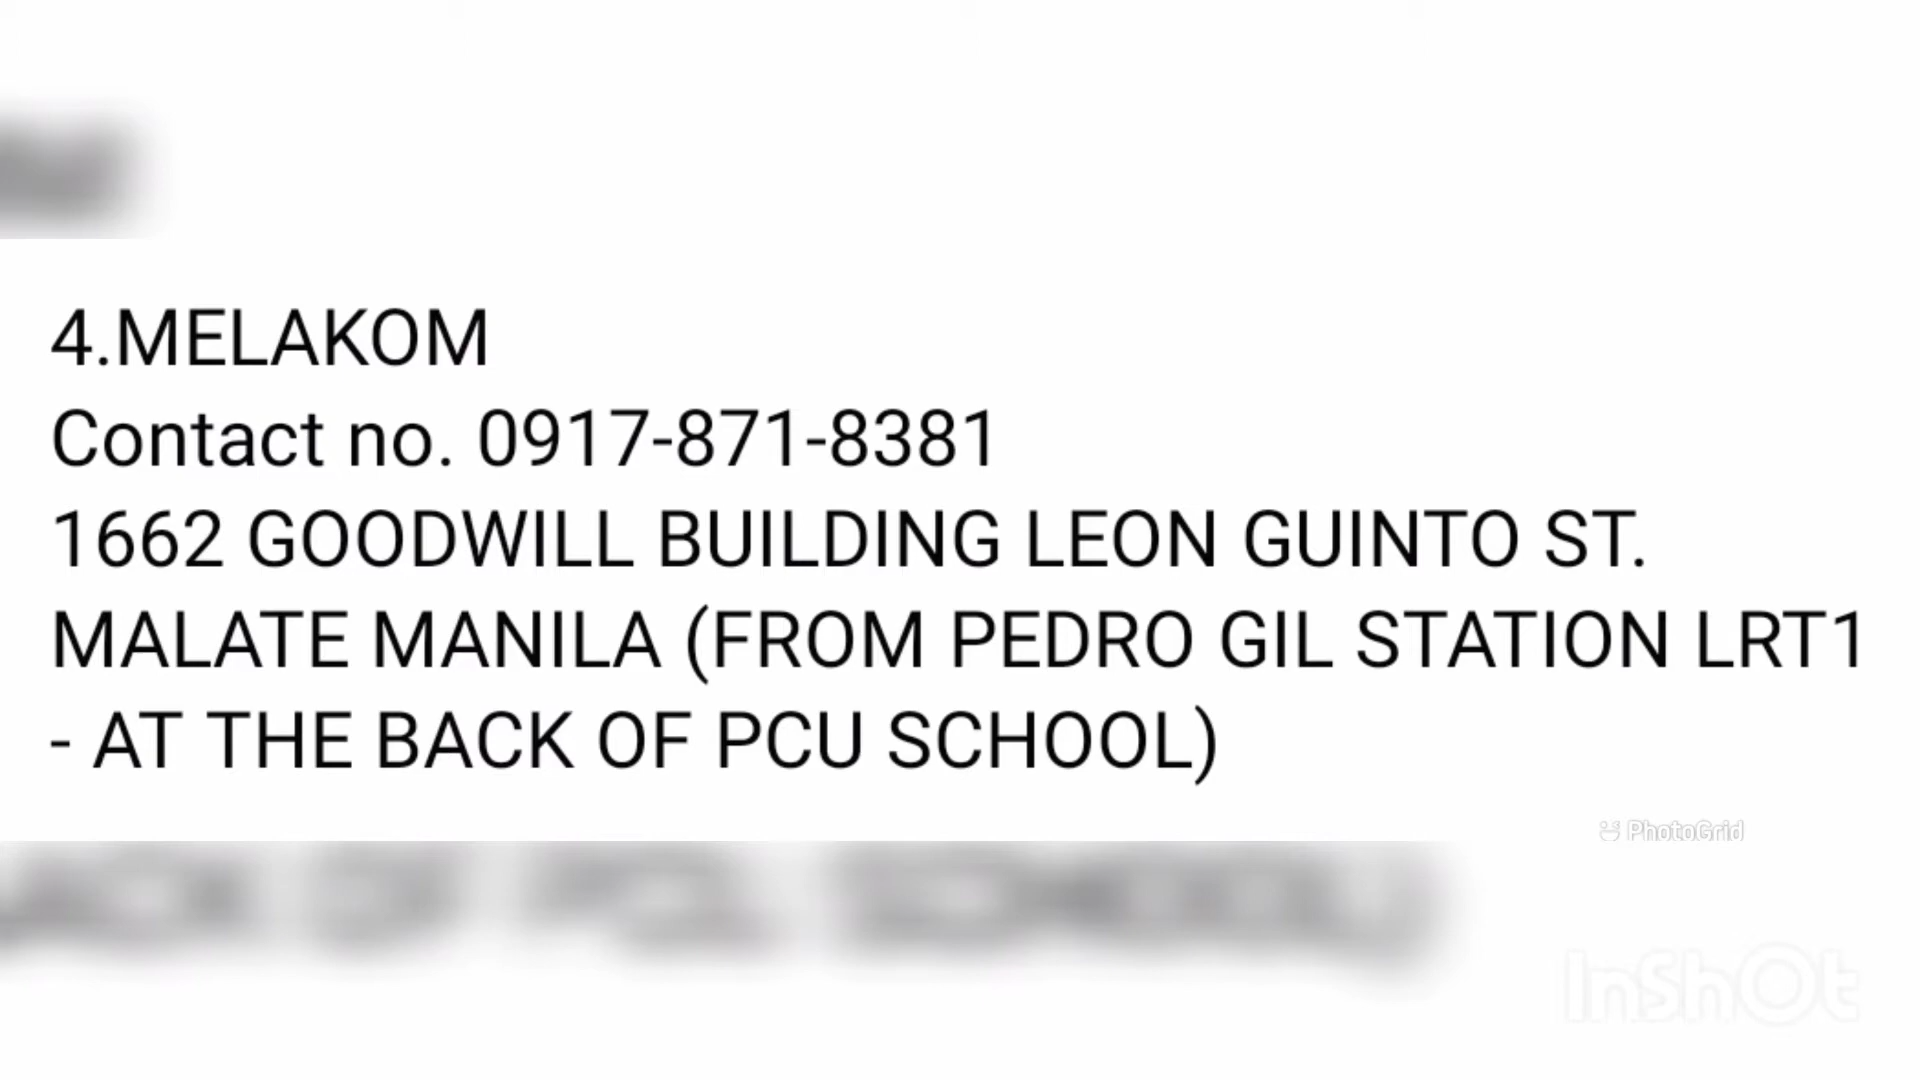 4.MELAKOM
Contact no. 0917-871-8381
1662 GOODWILL BUILDING LEON GUINTO ST.
MALATE MANILA (FROM PEDRO GIL STATION LRT1
- AT THE BACK OF PCU SCHOOL)
PhotoGrid
InShOt